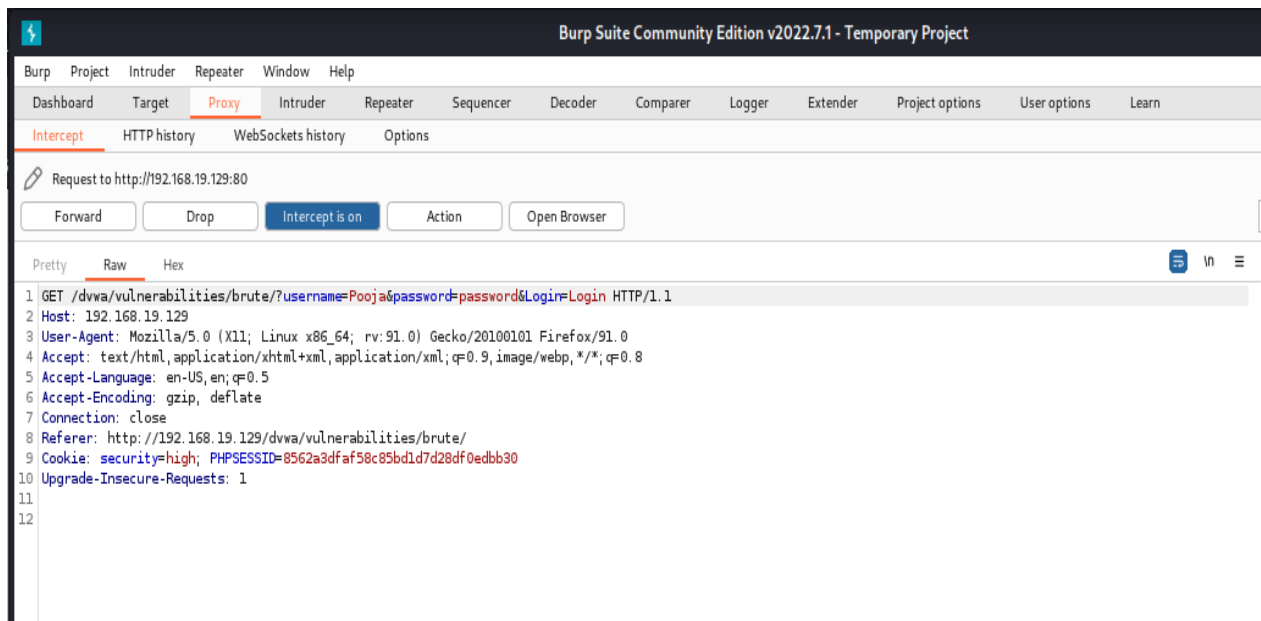 Burp Suite Community Edition v2022.7.1 - Temporary Project
Burp Project Intruder Repeater Window Help
Dashboard Target Proxy Intruder Repeater Sequencer Decoder Comparer Logger Extender Project options User options Learn
Intercept HTTP history WebSockets history Options
Request to http://192.168.19.129:80
Forward Drop Intercept is on Action Open Browser
Pretty Raw Hex \n
1 GET /dvwa/vulnerabilities/brute/?username=Pooja&password=password&Login=Login HTTP/1.1
2 Host: 192.168.19.129
3 User-Agent: Mozilla/5.0 (X11; Linux x86_64; rv:91.0) Gecko/20100101 Firefox/91.0
4 Accept: text/html,application/xhtml+xml,application/xml;q=0.9,image/webp,*/*;q=0.8
5 Accept-Language: en-US,en;q=0.5
6 Accept-Encoding: gzip, deflate
7 Connection: close
8 Referer: http://192.168.19.129/dvwa/vulnerabilities/brute/
9 Cookie: security=high; PHPSESSID=8562a3dfaf58c85bd1d7d28df0edbb30
10 Upgrade-Insecure-Requests: 1
11
12